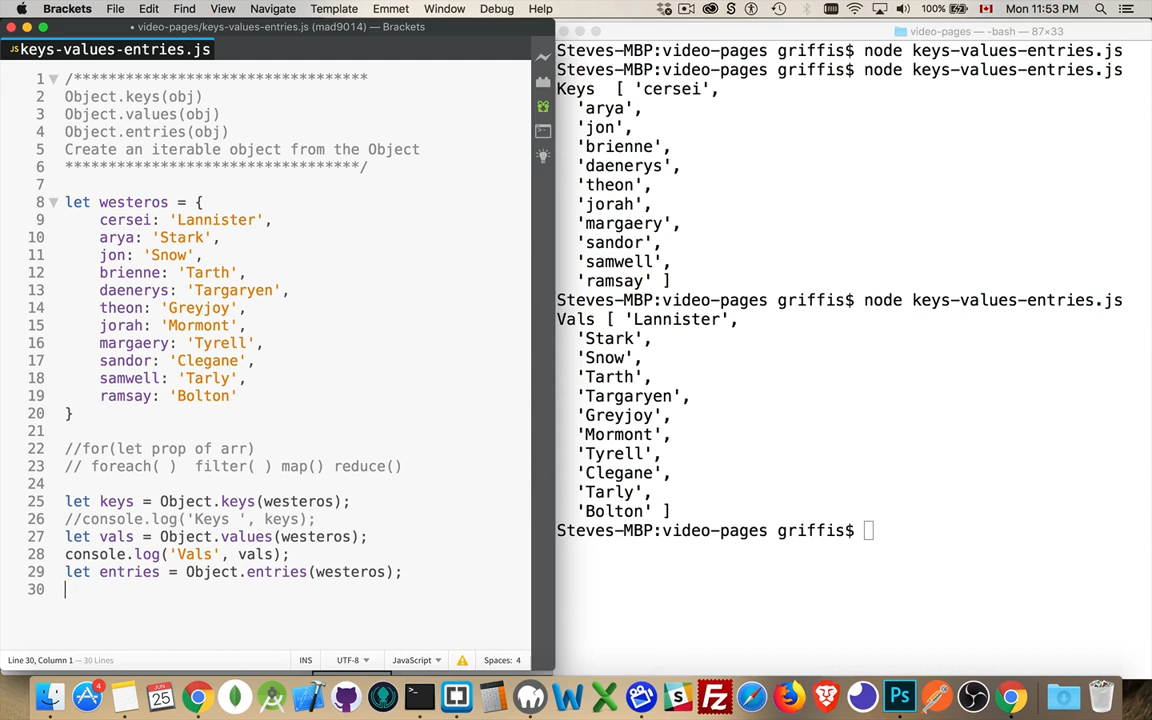 Brackets File Edit Find View Navigate Template Emmet Window Debug Help 100% Mon 11:53 PM
video-pages/keys-values-entries.js (mad9014) — Brackets
video-pages — -bash — 87×33
keys-values-entries.js
1 /*********************************
2 Object.keys(obj)
3 Object.values(obj)
4 Object.entries(obj)
5 Create an iterable object from the Object
6 **********************************/
7
8 let westeros = {
9 cersei: 'Lannister',
10 arya: 'Stark',
11 jon: 'Snow',
12 brienne: 'Tarth',
13 daenerys: 'Targaryen',
14 theon: 'Greyjoy',
15 jorah: 'Mormont',
16 margaery: 'Tyrell',
17 sandor: 'Clegane',
18 samwell: 'Tarly',
19 ramsay: 'Bolton'
20 }
21
22 //for(let prop of arr)
23 // foreach( ) filter( ) map() reduce()
24
25 let keys = Object.keys(westeros);
26 //console.log('Keys ', keys);
27 let vals = Object.values(westeros);
28 console.log('Vals', vals);
29 let entries = Object.entries(westeros);
30
Line 30, Column 1 — 30 Lines INS UTF-8 JavaScript Spaces: 4
Steves-MBP:video-pages griffis$ node keys-values-entries.js
Steves-MBP:video-pages griffis$ node keys-values-entries.js
Keys [ 'cersei',
'arya',
'jon',
'brienne',
'daenerys',
'theon',
'jorah',
'margaery',
'sandor',
'samwell',
'ramsay' ]
Steves-MBP:video-pages griffis$ node keys-values-entries.js
Vals [ 'Lannister',
'Stark',
'Snow',
'Tarth',
'Targaryen',
'Greyjoy',
'Mormont',
'Tyrell',
'Clegane',
'Tarly',
'Bolton' ]
Steves-MBP:video-pages griffis$